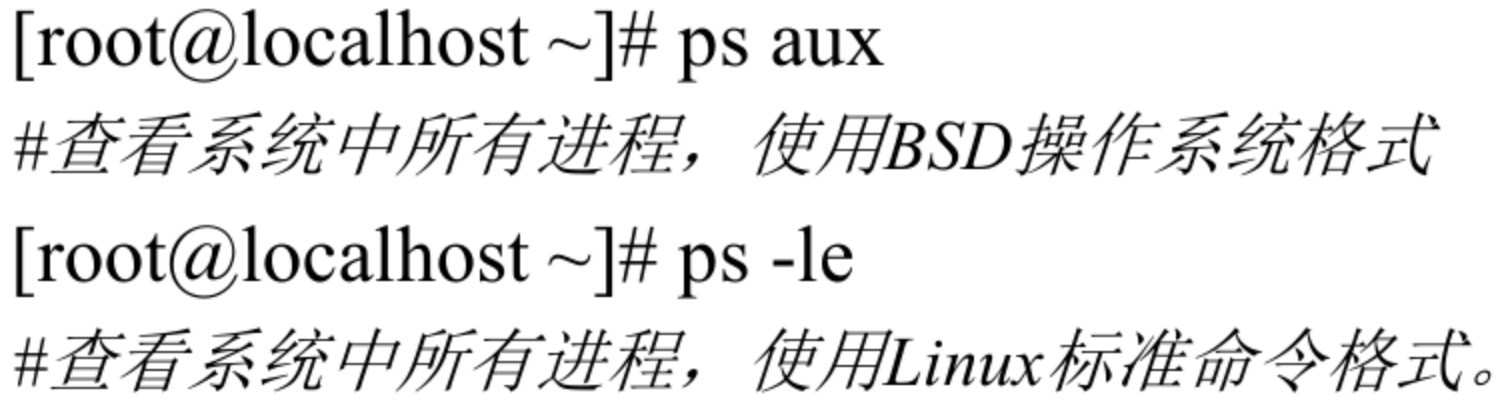 [root@localhost ~]# ps aux
#查看系统中所有进程，使用BSD操作系统格式
[root@localhost ~]# ps -le
#查看系统中所有进程，使用Linux标准命令格式。